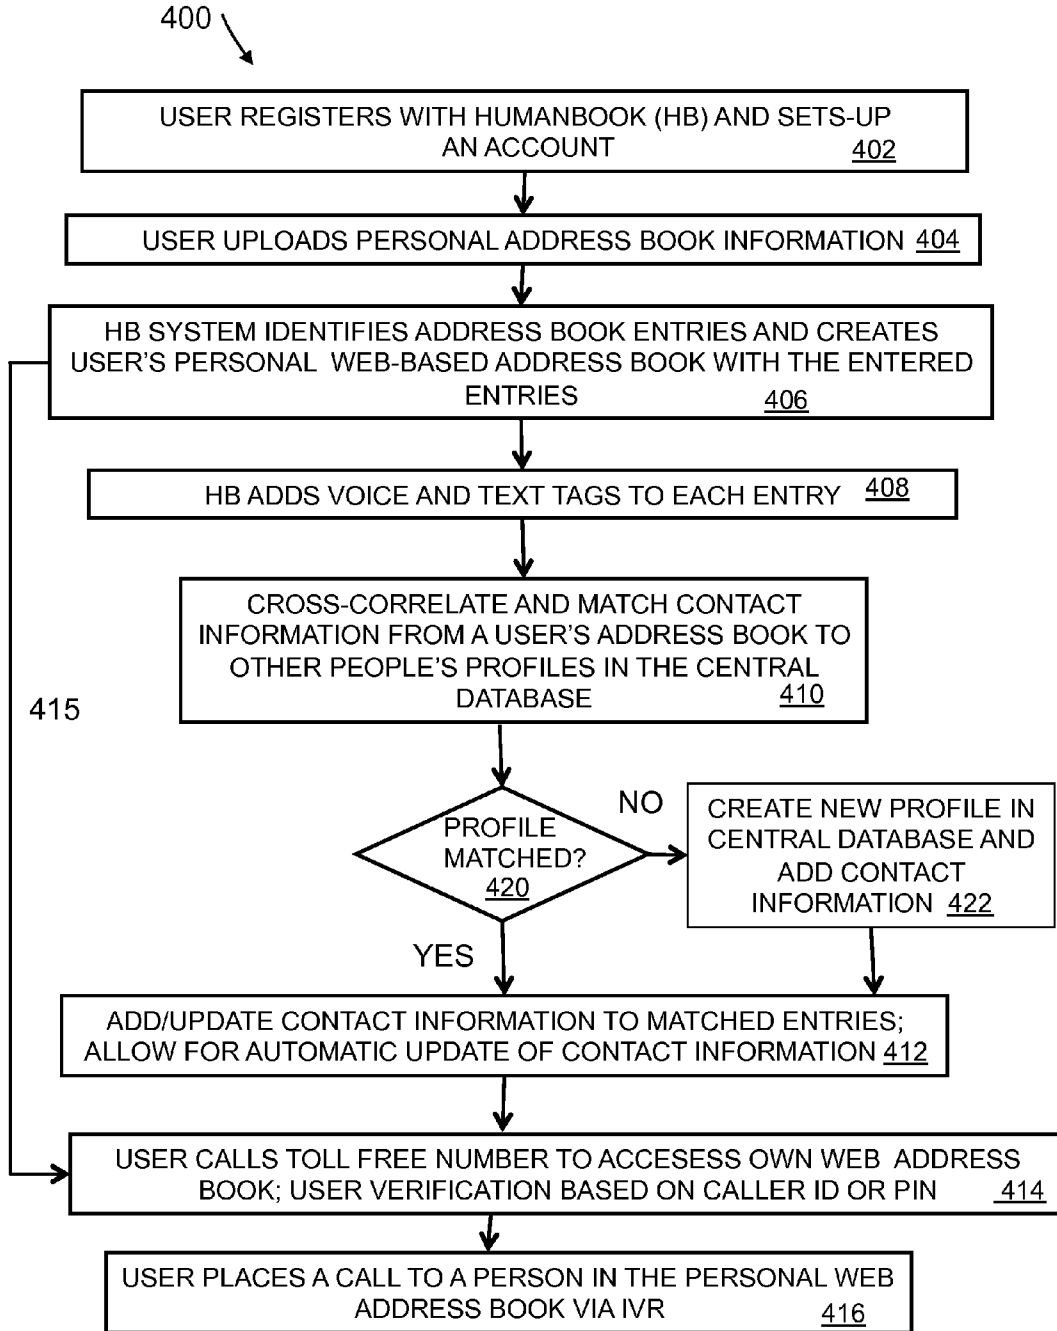 400
USER REGISTERS WITH HUMANBOOK (HB) AND SETS-UP
AN ACCOUNT 402
USER UPLOADS PERSONAL ADDRESS BOOK INFORMATION 404
HB SYSTEM IDENTIFIES ADDRESS BOOK ENTRIES AND CREATES
USER'S PERSONAL WEB-BASED ADDRESS BOOK WITH THE ENTERED
ENTRIES 406
HB ADDS VOICE AND TEXT TAGS TO EACH ENTRY 408
CROSS-CORRELATE AND MATCH CONTACT
INFORMATION FROM A USER'S ADDRESS BOOK TO
OTHER PEOPLE'S PROFILES IN THE CENTRAL
DATABASE 410
415
PROFILE
MATCHED?
420
NO
CREATE NEW PROFILE IN
CENTRAL DATABASE AND
ADD CONTACT
INFORMATION 422
YES
ADD/UPDATE CONTACT INFORMATION TO MATCHED ENTRIES;
ALLOW FOR AUTOMATIC UPDATE OF CONTACT INFORMATION 412
USER CALLS TOLL FREE NUMBER TO ACCESESS OWN WEB ADDRESS
BOOK; USER VERIFICATION BASED ON CALLER ID OR PIN 414
USER PLACES A CALL TO A PERSON IN THE PERSONAL WEB
ADDRESS BOOK VIA IVR 416